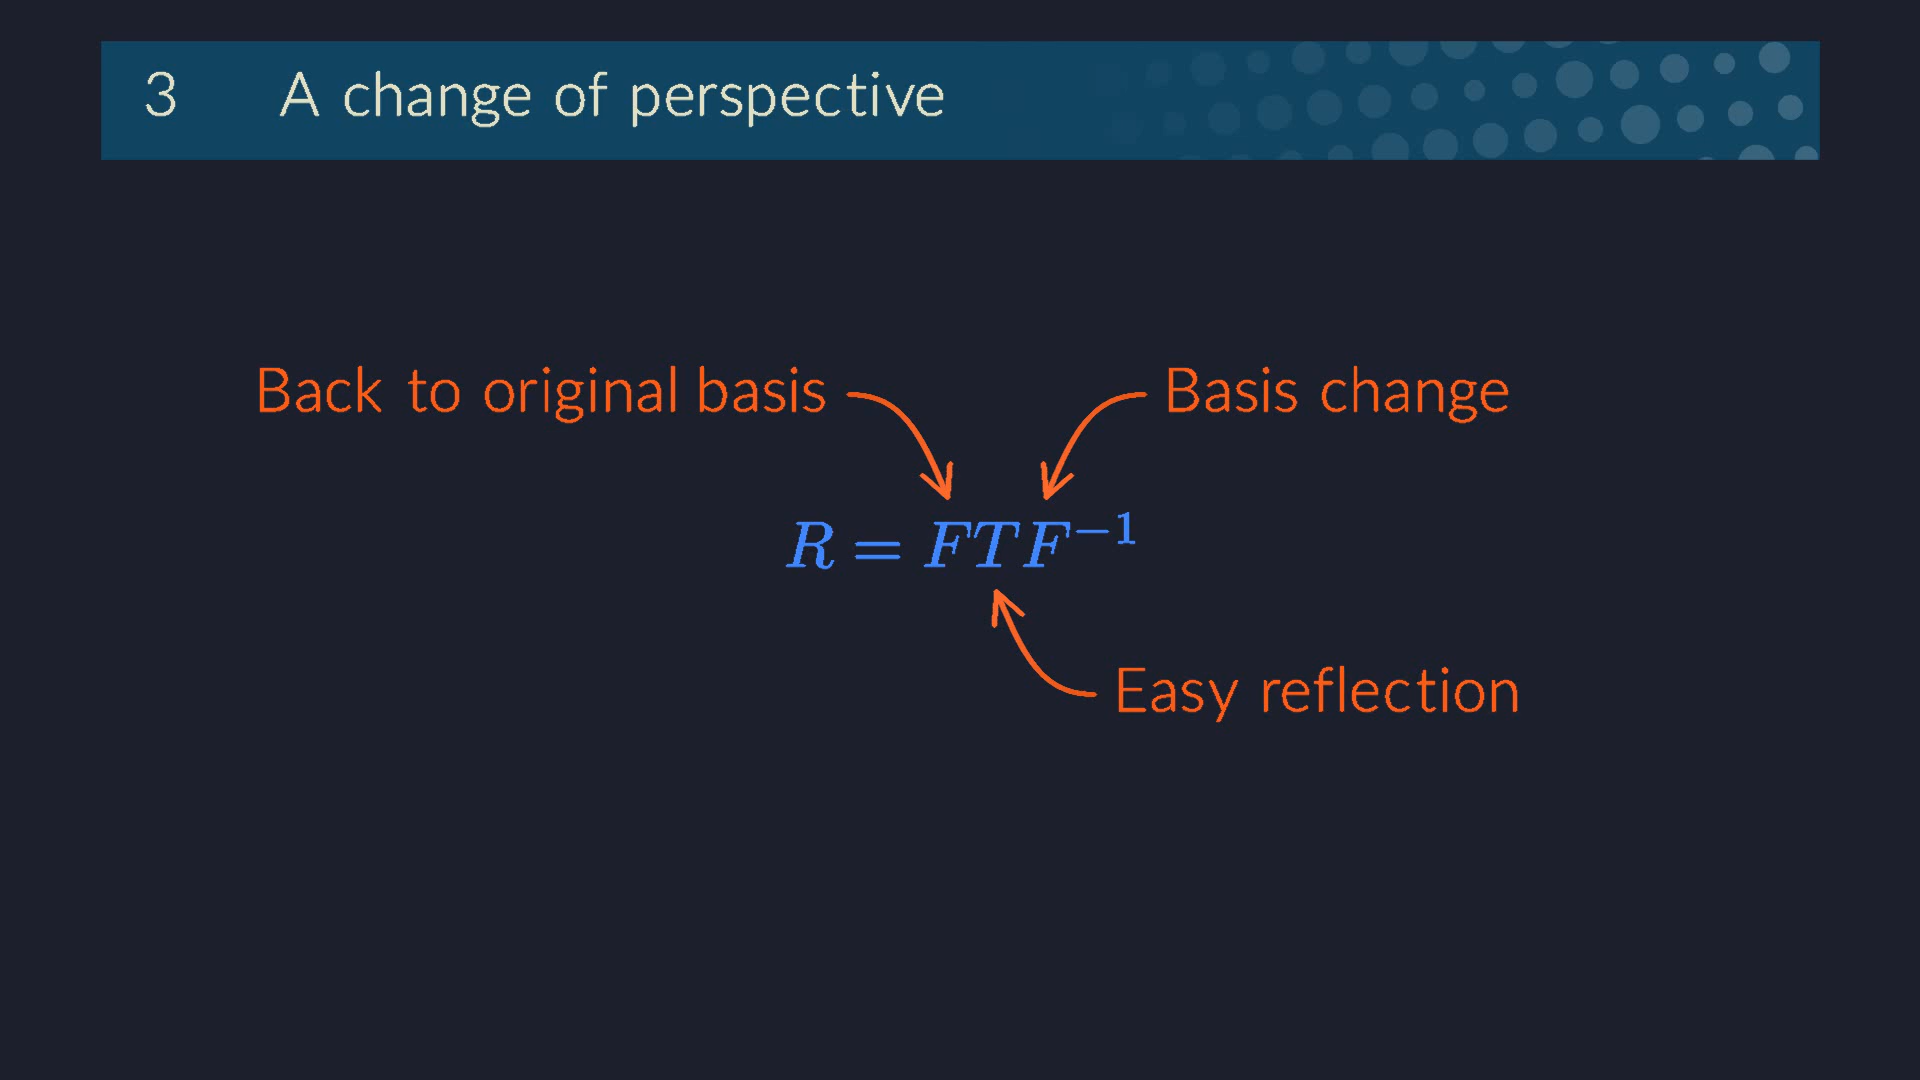 3 A change of perspective
Back to original basis
Basis change
R = FTF⁻¹
Easy reflection